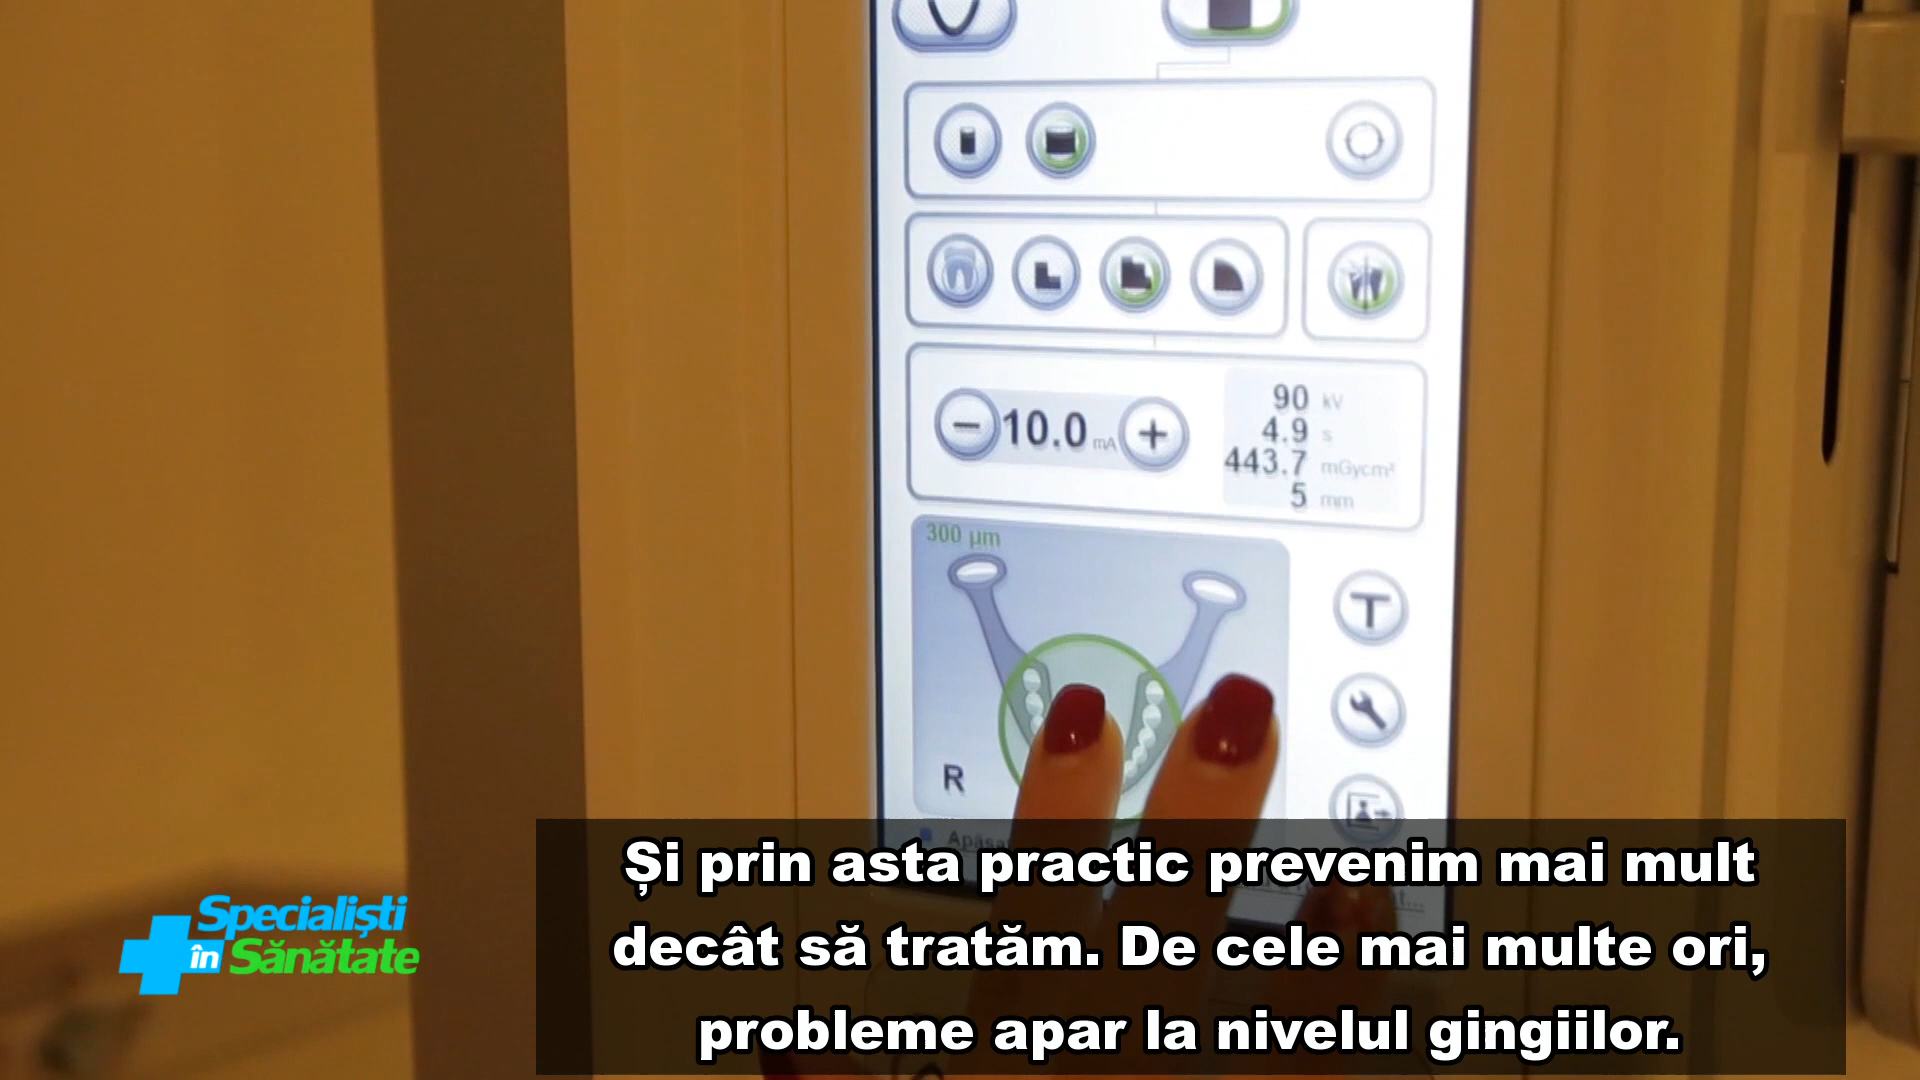 10.0 mA
90 kV
4.9 s
443.7 mGycm²
5 mm
300 µm
T
R
Specialiști
în Sănătate
Și prin asta practic prevenim mai mult
decât să tratăm. De cele mai multe ori,
probleme apar la nivelul gingiilor.